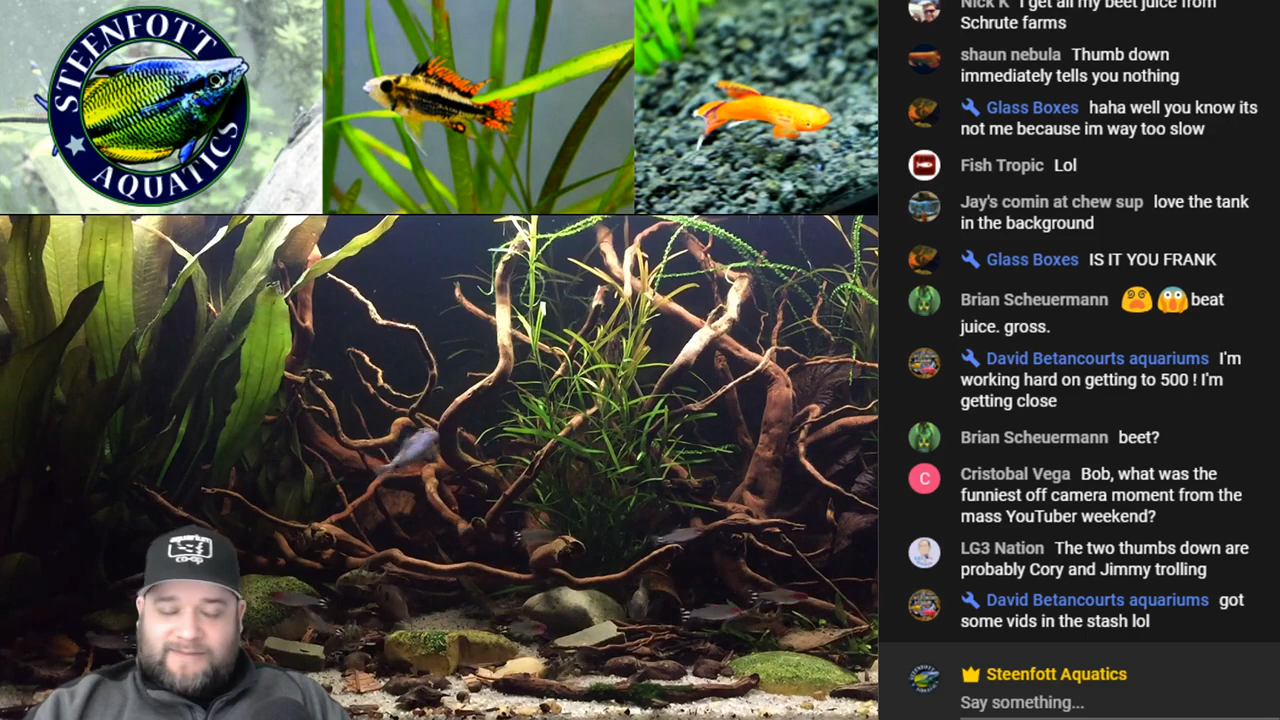 STEENFOTT
AQUATICS
aquarium
co-op
Nick K I get all my beet juice from
Schrute farms
shaun nebula Thumb down
immediately tells you nothing
Glass Boxes haha well you know its
not me because im way too slow
Fish Tropic Lol
Jay's comin at chew sup love the tank
in the background
Glass Boxes IS IT YOU FRANK
Brian Scheuermann beat
juice. gross.
David Betancourts aquariums I'm
working hard on getting to 500 ! I'm
getting close
Brian Scheuermann beet?
C
Cristobal Vega Bob, what was the
funniest off camera moment from the
mass YouTuber weekend?
LG3 Nation The two thumbs down are
probably Cory and Jimmy trolling
David Betancourts aquariums got
some vids in the stash lol
Steenfott Aquatics
Say something...